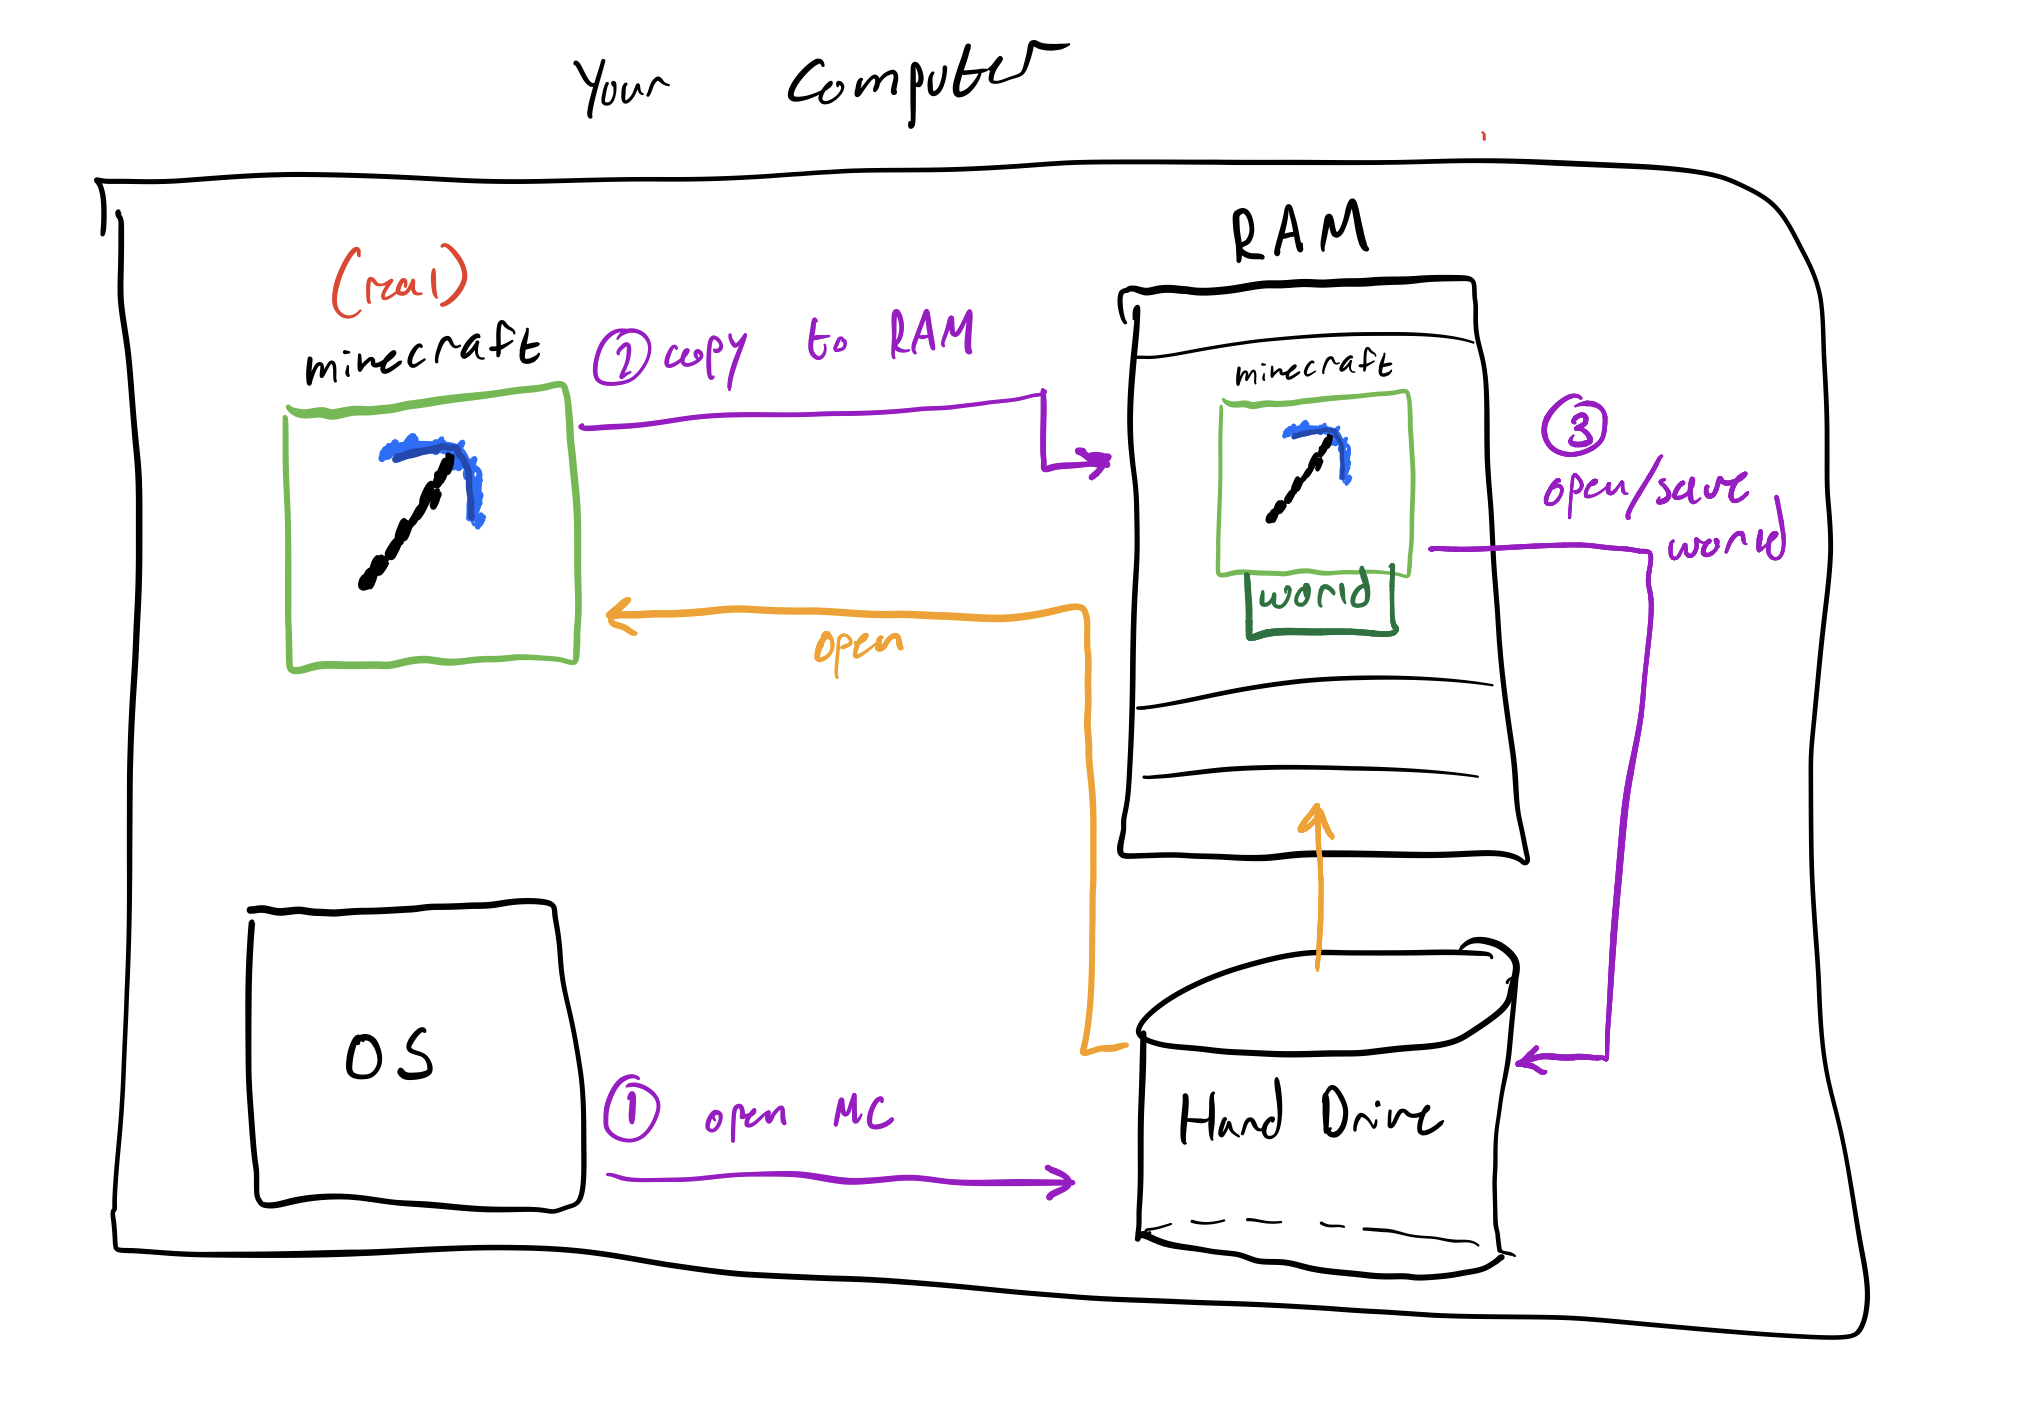 Your Computer
RAM
(real)
minecraft
② copy to RAM
minecraft
③
open/save
world
world
open
OS
① open MC
Hard Drive